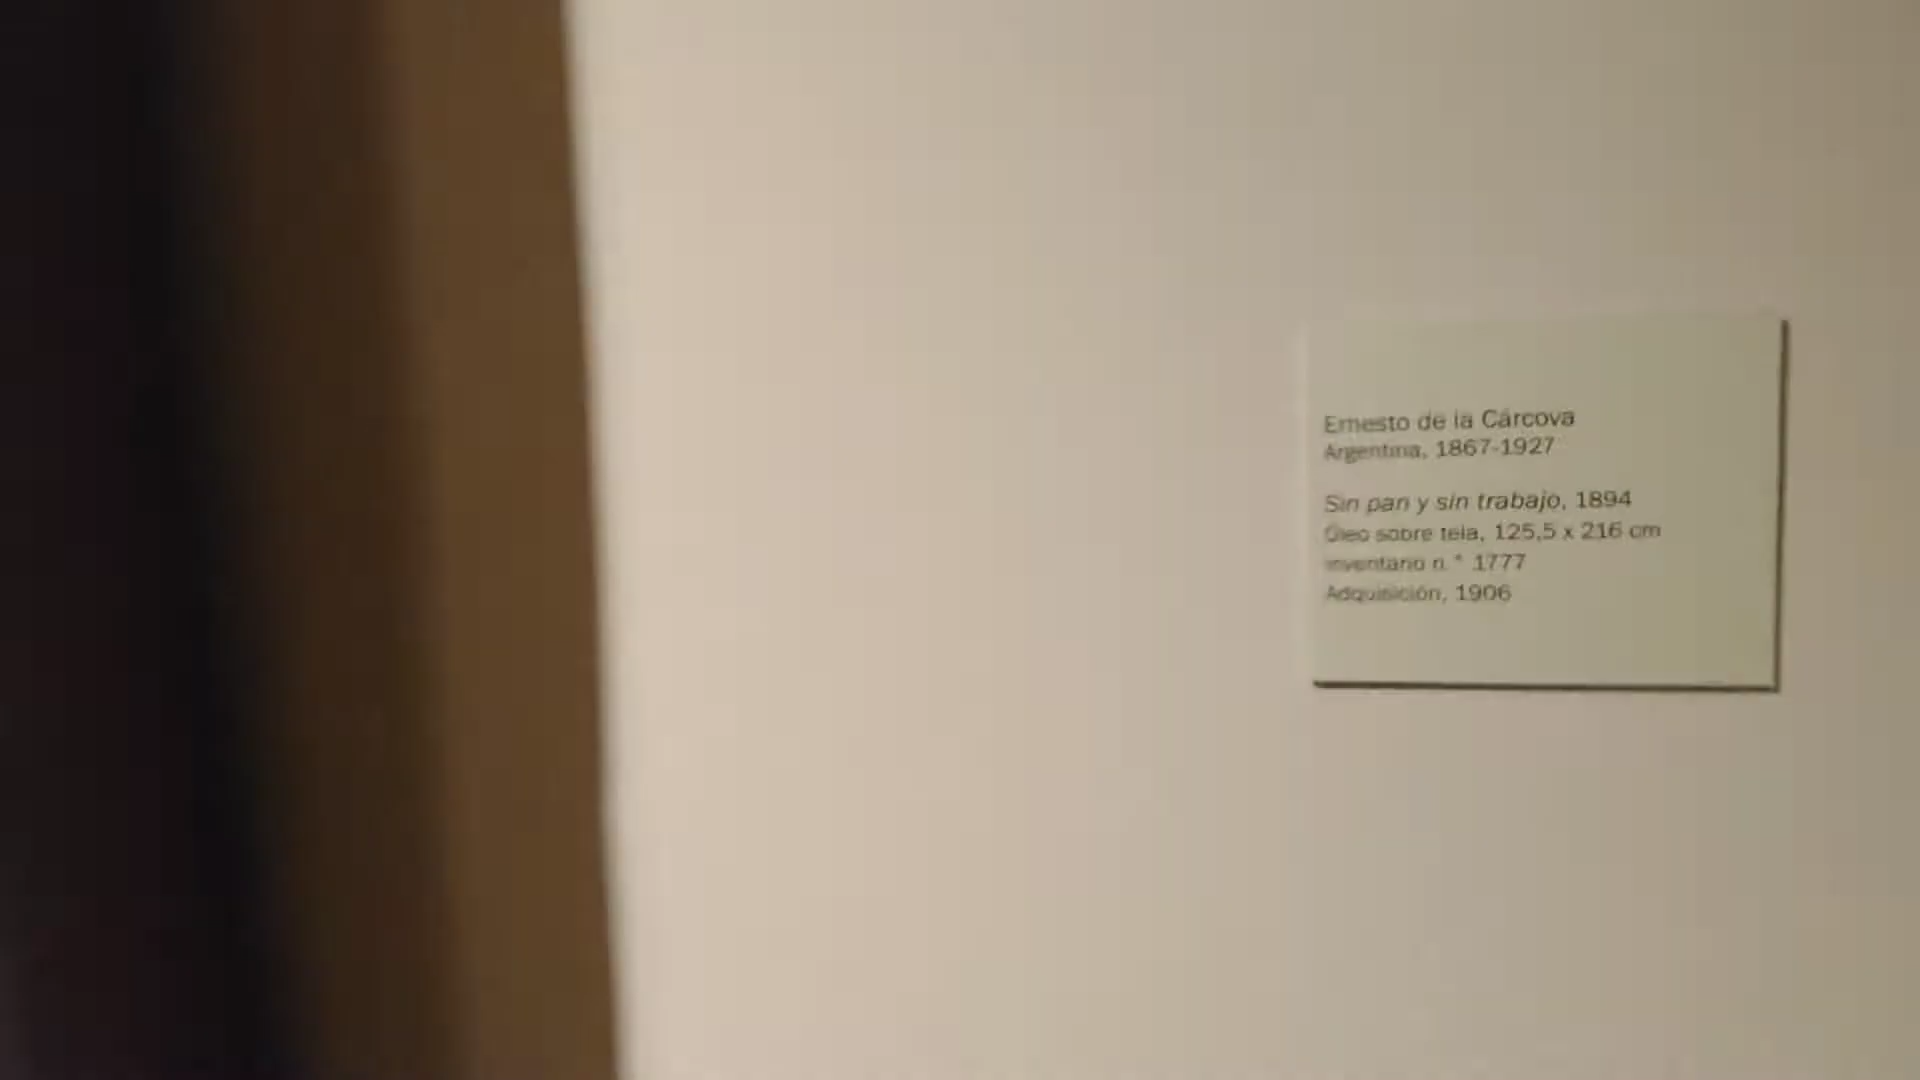 Ernesto de la Cárcova
Argentina, 1867-1927
Sin pan y sin trabajo, 1894
Óleo sobre tela, 125,5 x 216 cm
Inventario n.° 1777
Adquisición, 1906